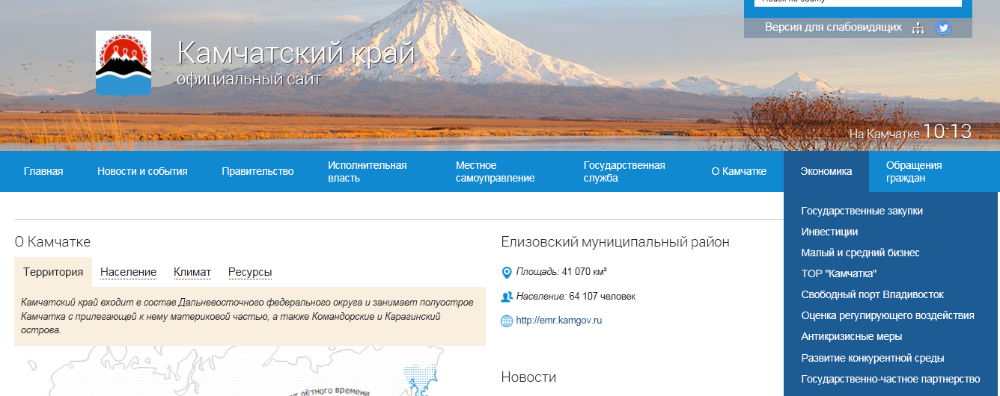 Поиск по сайту
Версия для слабовидящих
Камчатский край
официальный сайт
На Камчатке 10:13
Главная
Новости и события
Правительство
Исполнительная
власть
Местное
самоуправление
Государственная
служба
О Камчатке
Экономика
Обращения
граждан
Государственные закупки
Инвестиции
Малый и средний бизнес
ТОР "Камчатка"
Свободный порт Владивосток
Оценка регулирующего воздействия
Антикризисные меры
Развитие конкурентной среды
Государственно-частное партнерство
О Камчатке
Территория Население Климат Ресурсы
Камчатский край входит в состав Дальневосточного федерального округа и занимает полуостров
Камчатка с прилегающей к нему материковой частью, а также Командорские и Карагинский
острова.
лётного времени
Елизовский муниципальный район
Площадь: 41 070 км²
Население: 64 107 человек
http://emr.kamgov.ru
Новости